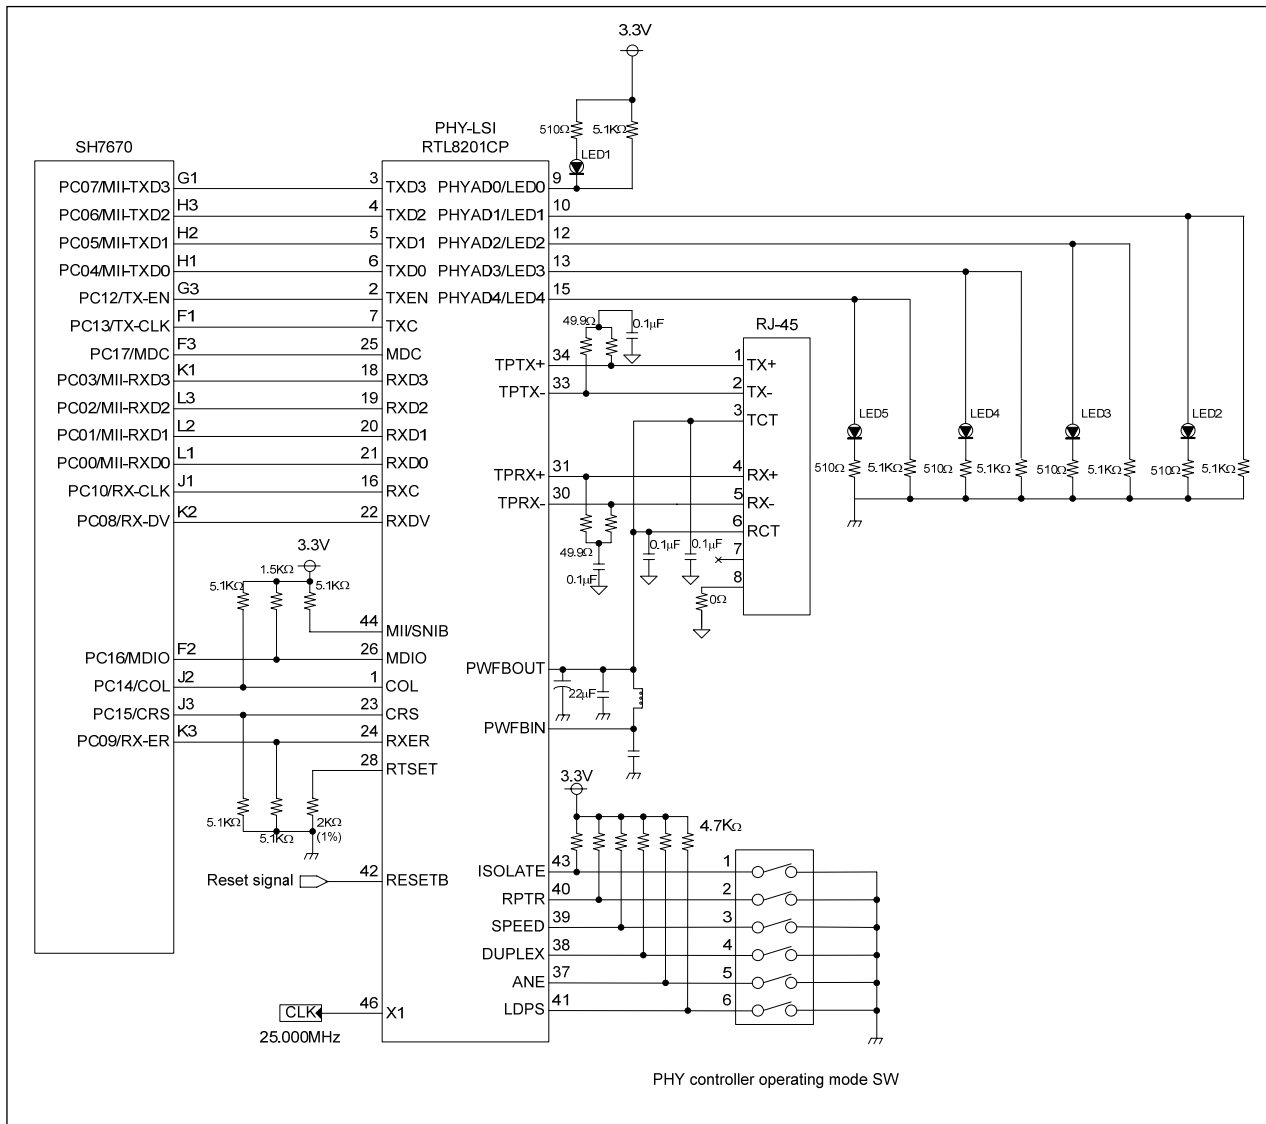 3.3V
510Ω
5.1KΩ
LED1
SH7670
PHY-LSI
RTL8201CP
PC07/MII-TXD3 G1 3 TXD3 PHYAD0/LED0 9
PC06/MII-TXD2 H3 4 TXD2 PHYAD1/LED1 10
PC05/MII-TXD1 H2 5 TXD1 PHYAD2/LED2 12
PC04/MII-TXD0 H1 6 TXD0 PHYAD3/LED3 13
PC12/TX-EN G3 2 TXEN PHYAD4/LED4 15
PC13/TX-CLK F1 7 TXC
PC17/MDC F3 25 MDC
PC03/MII-RXD3 K1 18 RXD3
PC02/MII-RXD2 L3 19 RXD2
PC01/MII-RXD1 L2 20 RXD1
PC00/MII-RXD0 L1 21 RXD0
PC10/RX-CLK J1 16 RXC
PC08/RX-DV K2 22 RXDV
49.9Ω
0.1μF
RJ-45
TPTX+ 34 1 TX+
TPTX- 33 2 TX-
3 TCT
TPRX+ 31 4 RX+
TPRX- 30 5 RX-
6 RCT
7
8
49.9Ω
0.1μF
0.1μF
0.1μF
0Ω
LED5
LED4
LED3
LED2
510Ω
5.1KΩ
510Ω
5.1KΩ
510Ω
5.1KΩ
510Ω
5.1KΩ
3.3V
5.1KΩ
1.5KΩ
5.1KΩ
44 MII/SNIB
PC16/MDIO F2 26 MDIO
PC14/COL J2 1 COL
PC15/CRS J3 23 CRS
PC09/RX-ER K3 24 RXER
28 RTSET
PWFBOUT
22μF
PWFBIN
5.1KΩ
5.1KΩ
2KΩ
(1%)
Reset signal 42 RESETB
3.3V
4.7KΩ
ISOLATE 43 1
RPTR 40 2
SPEED 39 3
DUPLEX 38 4
ANE 37 5
LDPS 41 6
CLK 46 X1
25.000MHz
PHY controller operating mode SW